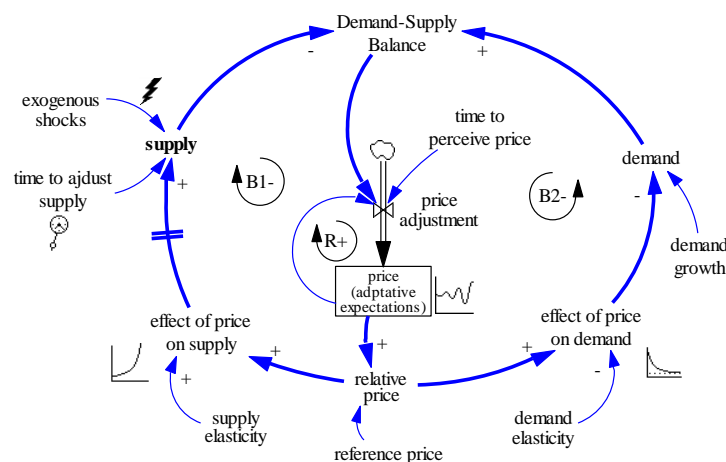 Demand-Supply
Balance
-
+
exogenous
shocks
time to
perceive price
supply
demand
time to ajdust
supply
+
B1-
price
adjustment
B2-
-
R+
demand
growth
price
(adptative
expectations)
effect of price
on supply
effect of price
on demand
+
+
+
+
-
relative
price
supply
elasticity
demand
elasticity
reference price